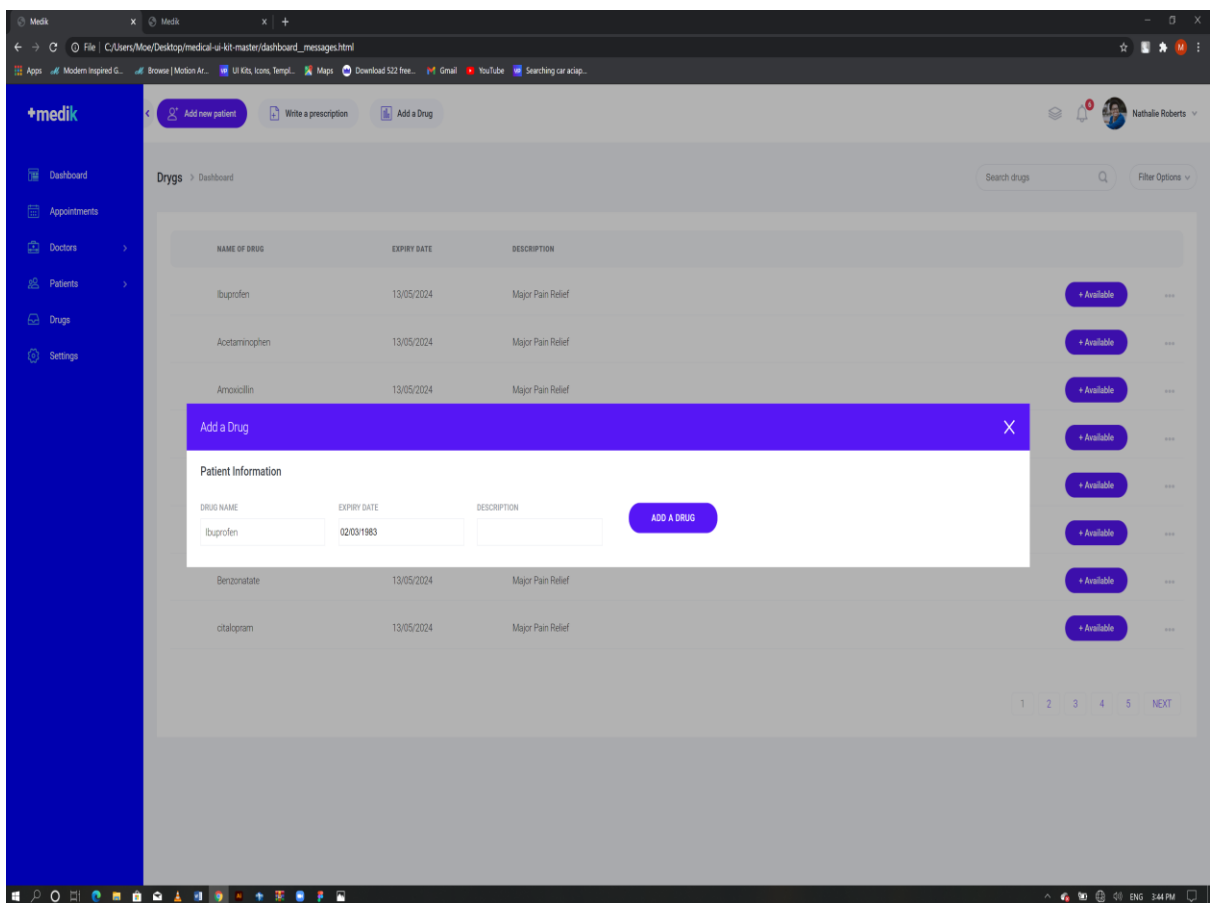 Medik x Medik x +
File | C:/Users/Moe/Desktop/medical-ui-kit-master/dashboard_messages.html
Apps Modern Inspired G... Browse | Motion Ar... UI Kits, Icons, Templ... Maps Download 522 free... Gmail YouTube Searching car aciap...
+medik Add new patient Write a prescription Add a Drug 6 Nathalie Roberts
Dashboard
Appointments
Doctors
Patients
Drugs
Settings
Drygs > Dashboard Search drugs Filter Options
NAME OF DRUG EXPIRY DATE DESCRIPTION
Ibuprofen 13/05/2024 Major Pain Relief + Available
Acetaminophen 13/05/2024 Major Pain Relief + Available
Amoxicillin 13/05/2024 Major Pain Relief + Available
+ Available
+ Available
+ Available
Add a Drug X
Patient Information
DRUG NAME EXPIRY DATE DESCRIPTION
Ibuprofen 02/03/1983 ADD A DRUG
Benzonatate 13/05/2024 Major Pain Relief + Available
citalopram 13/05/2024 Major Pain Relief + Available
1 2 3 4 5 NEXT
ENG 3:44 PM